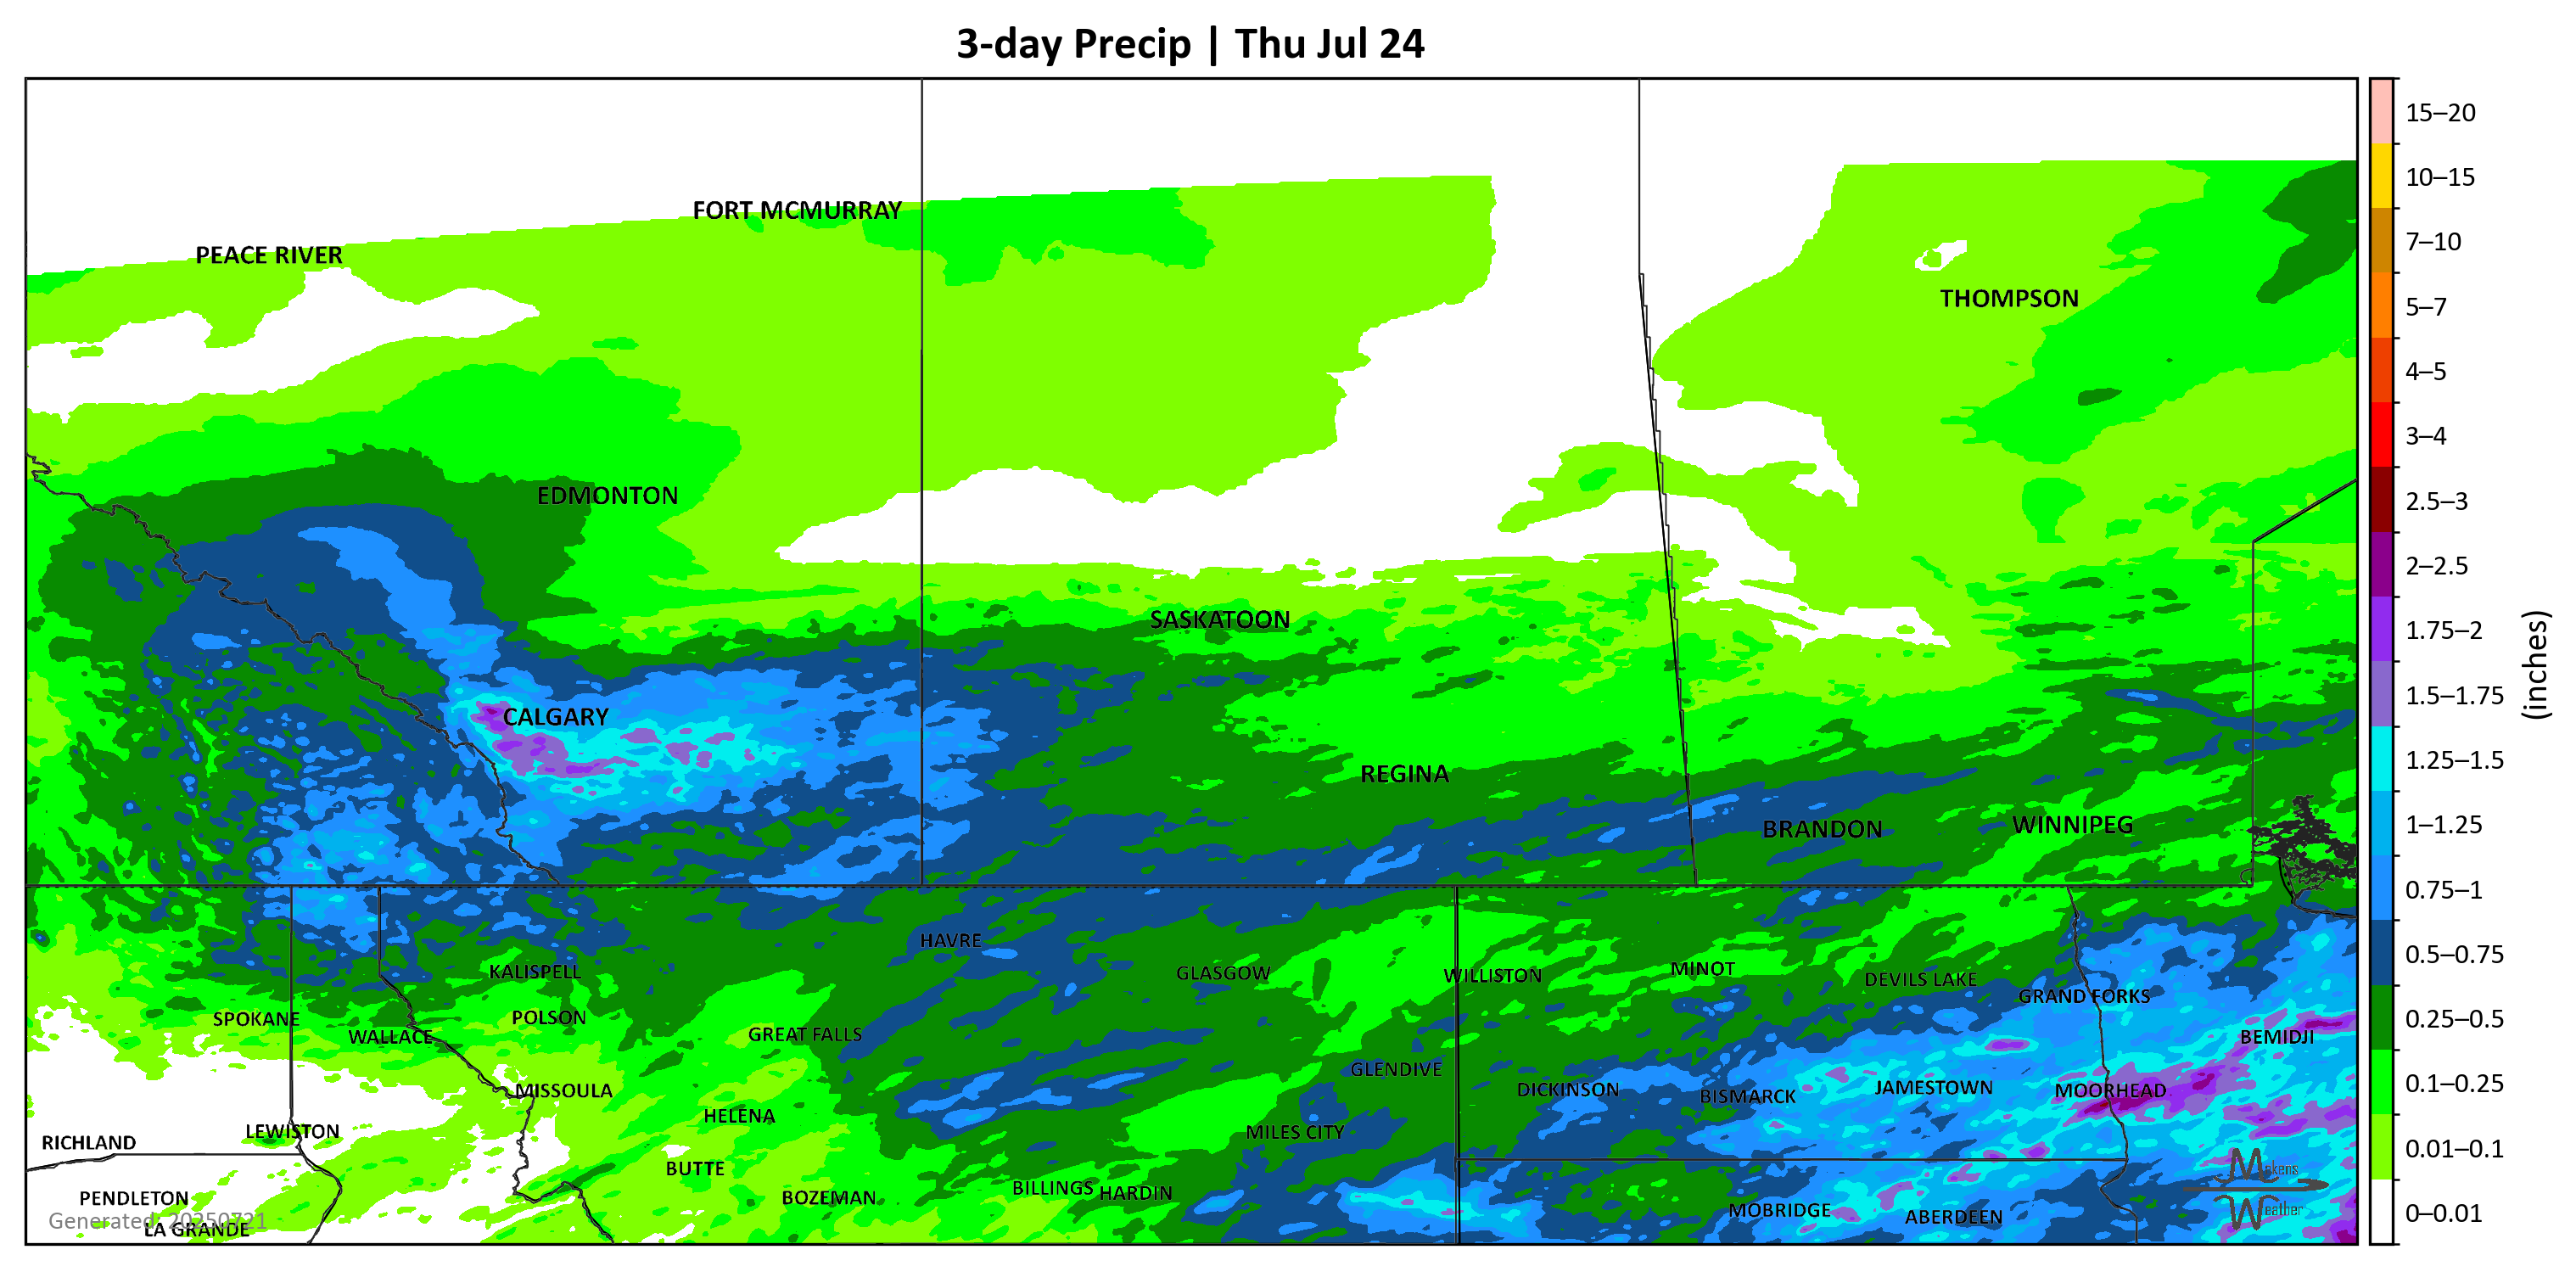 3-day Precip | Thu Jul 24
15–20
10–15
7–10
5–7
4–5
3–4
2.5–3
2–2.5
1.75–2
1.5–1.75
1.25–1.5
1–1.25
0.75–1
0.5–0.75
0.25–0.5
0.1–0.25
0.01–0.1
0–0.01
(inches)
FORT MCMURRAY
PEACE RIVER
THOMPSON
EDMONTON
SASKATOON
CALGARY
REGINA
BRANDON
WINNIPEG
HAVRE
KALISPELL
GLASGOW
WILLISTON
MINOT
DEVILS LAKE
GRAND FORKS
SPOKANE
POLSON
WALLACE
GREAT FALLS
BEMIDJI
GLENDIVE
MISSOULA
DICKINSON
BISMARCK
JAMESTOWN
MOORHEAD
HELENA
LEWISTON
MILES CITY
RICHLAND
BUTTE
BILLINGS
HARDIN
PENDLETON
BOZEMAN
MOBRIDGE
ABERDEEN
Generated: 20250721
LA GRANDE
Makens
Weather